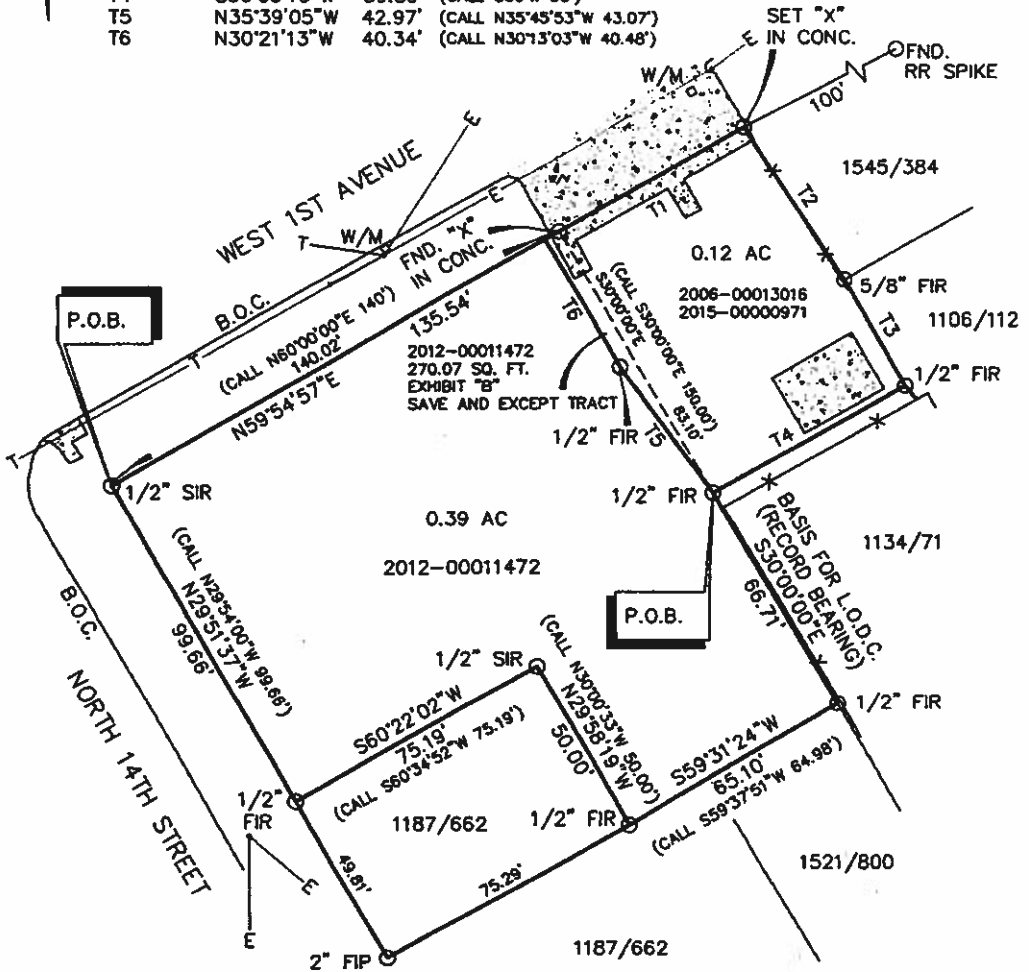 T5 N35°39'05"W 42.97' (CALL N35°45'53"W 43.07)
T6 N30°21'13"W 40.34' (CALL N30°13'03"W 40.48')
SET "X"
IN CONC.
E
FND.
RR SPIKE
100'
W/M
E
WEST 1ST AVENUE
E
T
W/M
FND. "X"
IN CONC.
B.O.C.
T
T1
T2
1545/384
0.12 AC
2006-00013016
2015-00000971
5/8" FIR
T3
1106/112
1/2" FIR
T4
P.O.B.
(CALL N60°00'00"E 140')
140.02'
135.54'
N59°54'57"E
T6
(CALL S30°00'00"E 150.00')
S30°00'00"E
83.10'
2012-00011472
270.07 SQ. FT.
EXHIBIT "B"
SAVE AND EXCEPT TRACT
1/2" FIR
T5
T
1/2" SIR
1/2" FIR
0.39 AC
2012-00011472
BASIS FOR L.O.D.C.
(RECORD BEARING)
S30°00'00"E
66.71'
1134/71
P.O.B.
B.O.C.
NORTH 14TH STREET
(CALL N29°54'00"W 99.66')
N29°51'37"W
99.66'
1/2" SIR
(CALL N30°00'33"W 50.00')
N29°58'19"W
50.00'
S60°22'02"W
75.19'
(CALL S60°34'52"W 75.19')
1/2" FIR
S59°31'24"W
65.10'
(CALL S59°37'51"W 64.98')
1/2"
FIR
1187/662
1/2" FIR
E
E
49.81'
75.29'
1521/800
2" FIP
1187/662